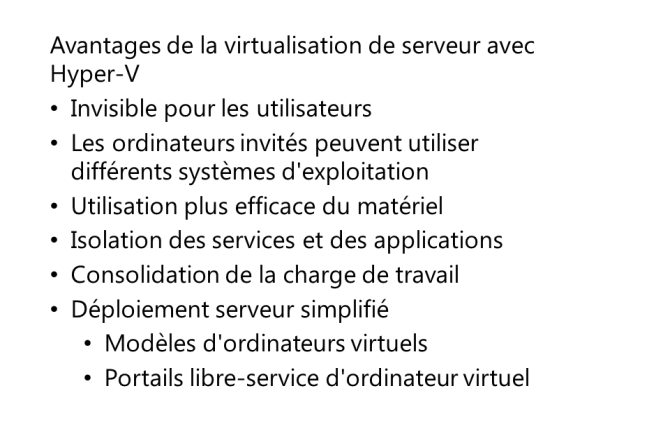 Avantages de la virtualisation de serveur avec
Hyper-V
• Invisible pour les utilisateurs
• Les ordinateurs invités peuvent utiliser
différents systèmes d'exploitation
• Utilisation plus efficace du matériel
• Isolation des services et des applications
• Consolidation de la charge de travail
• Déploiement serveur simplifié
• Modèles d'ordinateurs virtuels
• Portails libre-service d'ordinateur virtuel